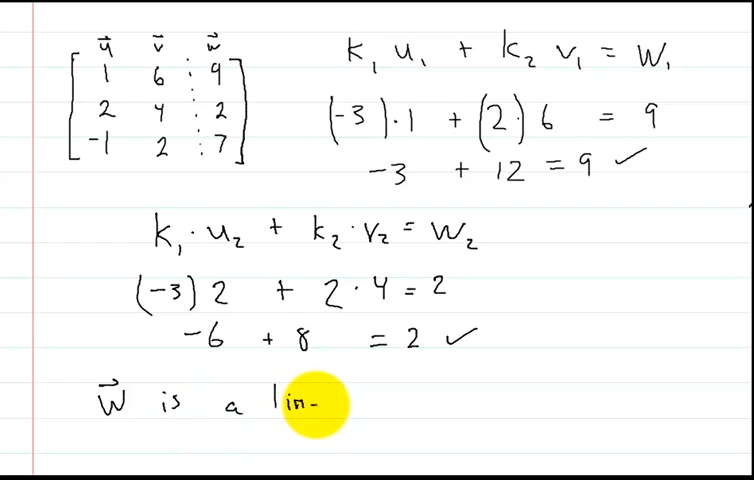 u⃗ v⃗ w⃗
1 6 ⋮ 9
2 4 ⋮ 2
-1 2 ⋮ 7
k₁ u₁ + k₂ v₁ = w₁
(-3)·1 + (2·)6 = 9
-3 + 12 = 9 ✓
k₁·u₂ + k₂·v₂ = w₂
(-3)2 + 2·4 = 2
-6 + 8 = 2 ✓
w⃗ is a lin